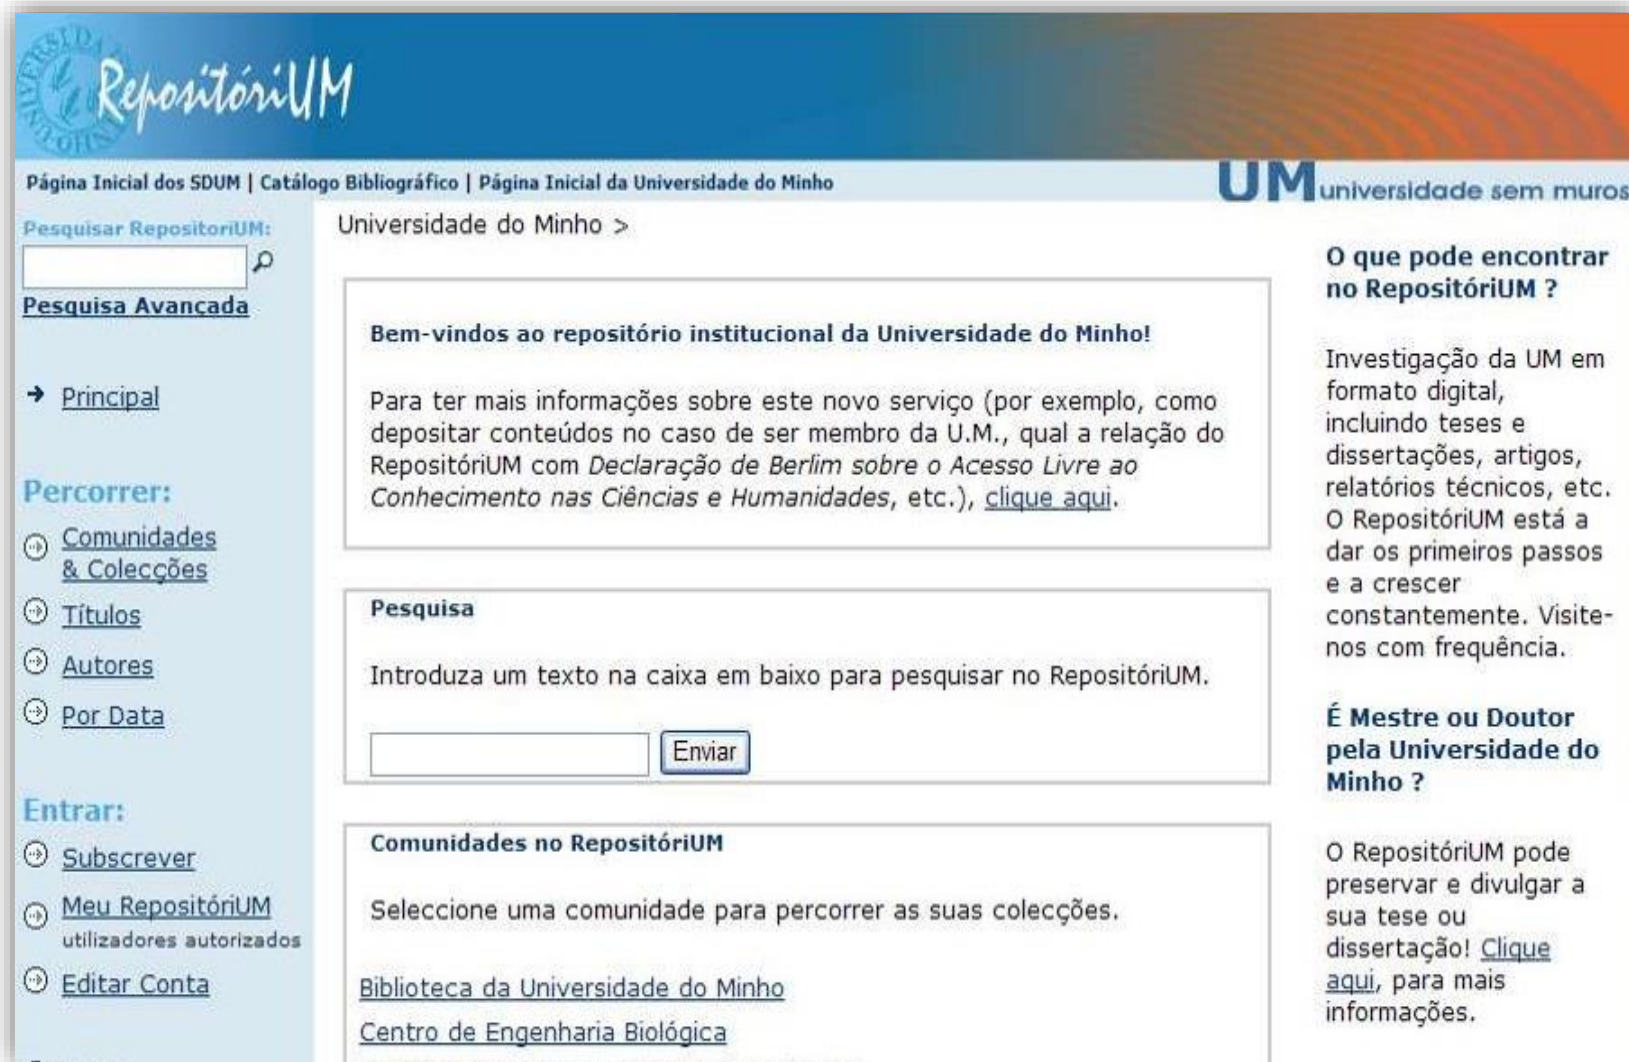 RepositóriUM
Página Inicial dos SDUM | Catálogo Bibliográfico | Página Inicial da Universidade do Minho
UM universidade sem muros
Pesquisar RepositoriUM:
Pesquisa Avançada
Principal
Percorrer:
Comunidades
& Colecções
Títulos
Autores
Por Data
Entrar:
Subscrever
Meu RepositóriUM
utilizadores autorizados
Editar Conta
Universidade do Minho >
Bem-vindos ao repositório institucional da Universidade do Minho!
Para ter mais informações sobre este novo serviço (por exemplo, como
depositar conteúdos no caso de ser membro da U.M., qual a relação do
RepositóriUM com Declaração de Berlim sobre o Acesso Livre ao
Conhecimento nas Ciências e Humanidades, etc.), clique aqui.
Pesquisa
Introduza um texto na caixa em baixo para pesquisar no RepositóriUM.
Enviar
Comunidades no RepositóriUM
Seleccione uma comunidade para percorrer as suas colecções.
Biblioteca da Universidade do Minho
Centro de Engenharia Biológica
O que pode encontrar
no RepositóriUM ?
Investigação da UM em
formato digital,
incluindo teses e
dissertações, artigos,
relatórios técnicos, etc.
O RepositóriUM está a
dar os primeiros passos
e a crescer
constantemente. Visite-
nos com frequência.
É Mestre ou Doutor
pela Universidade do
Minho ?
O RepositóriUM pode
preservar e divulgar a
sua tese ou
dissertação! Clique
aqui, para mais
informações.